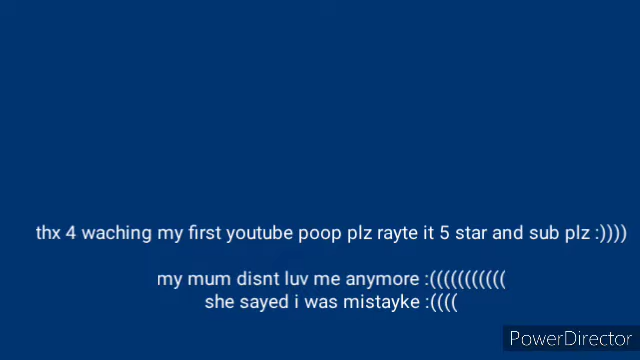 thx 4 waching my first youtube poop plz rayte it 5 star and sub plz :))))
my mum disnt luv me anymore :(((((((((((
she sayed i was mistayke :((((
PowerDirector